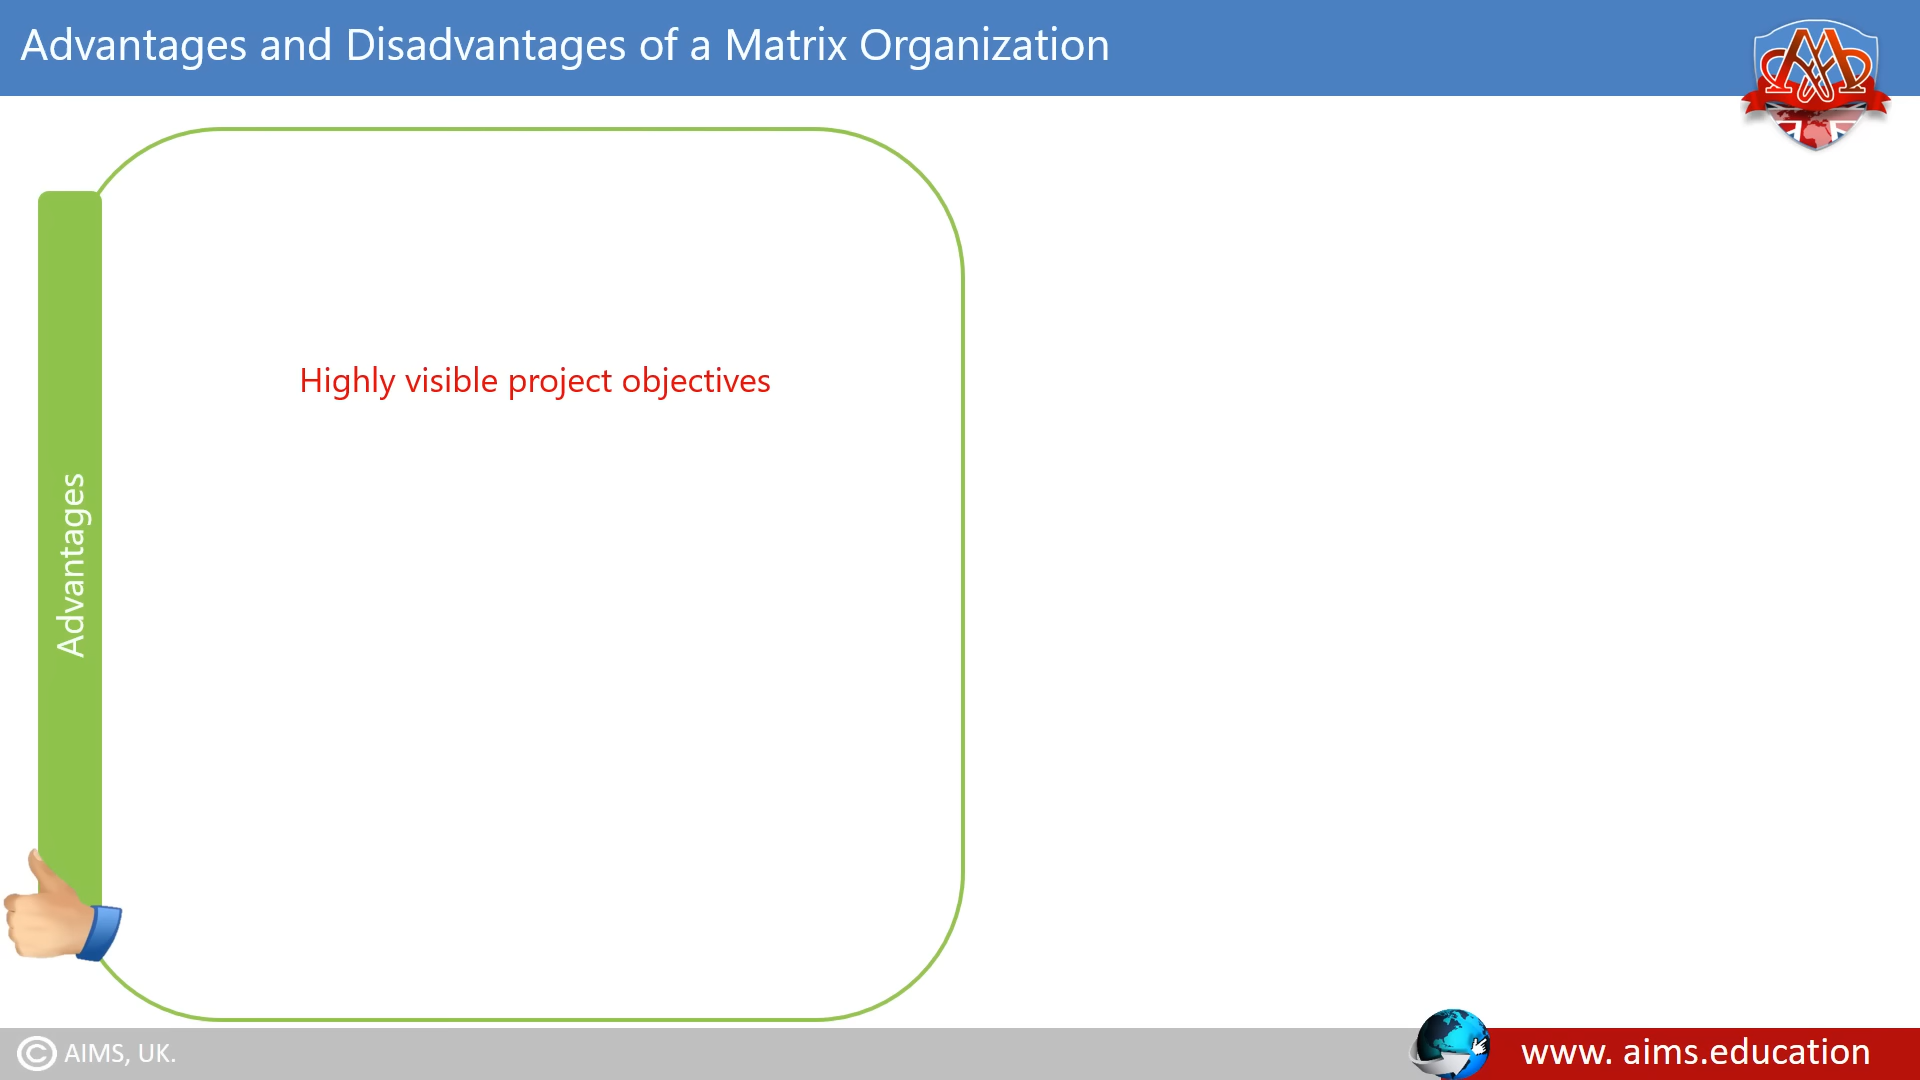 Advantages and Disadvantages of a Matrix Organization
Highly visible project objectives
Advantages
© AIMS, UK.
www. aims.education